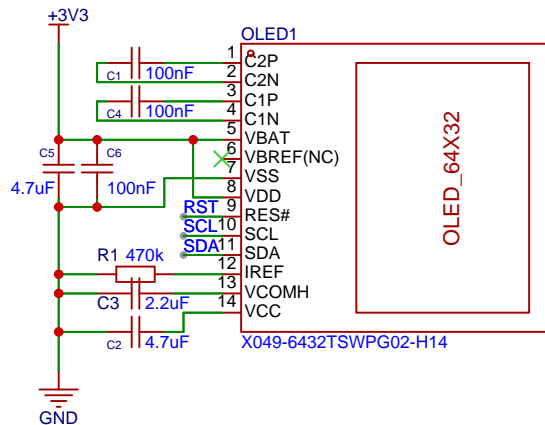 +3V3
OLED1
1 C2P
C1 100nF
2 C2N
3 C1P
C4 100nF
4 C1N
5 VBAT
C5 C6
6 VBREF(NC)
7 VSS
4.7uF 100nF
8 VDD
RST 9 RES#
SCL 10 SCL
SDA 11 SDA
R1 470k
12 IREF
13 VCOMH
C3 2.2uF
14 VCC
C2 4.7uF
OLED_64X32
X049-6432TSWPG02-H14
GND